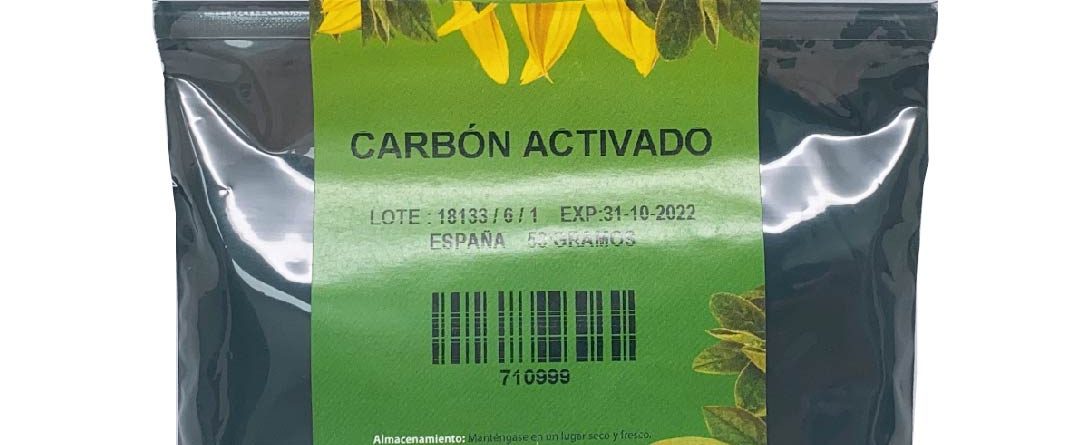 CARBÓN ACTIVADO
LOTE : 18133 / 6 / 1 EXP:31-10-2022
ESPAÑA GRAMOS
710999
Almacenamiento: Manténgase en un lugar seco y fresco.